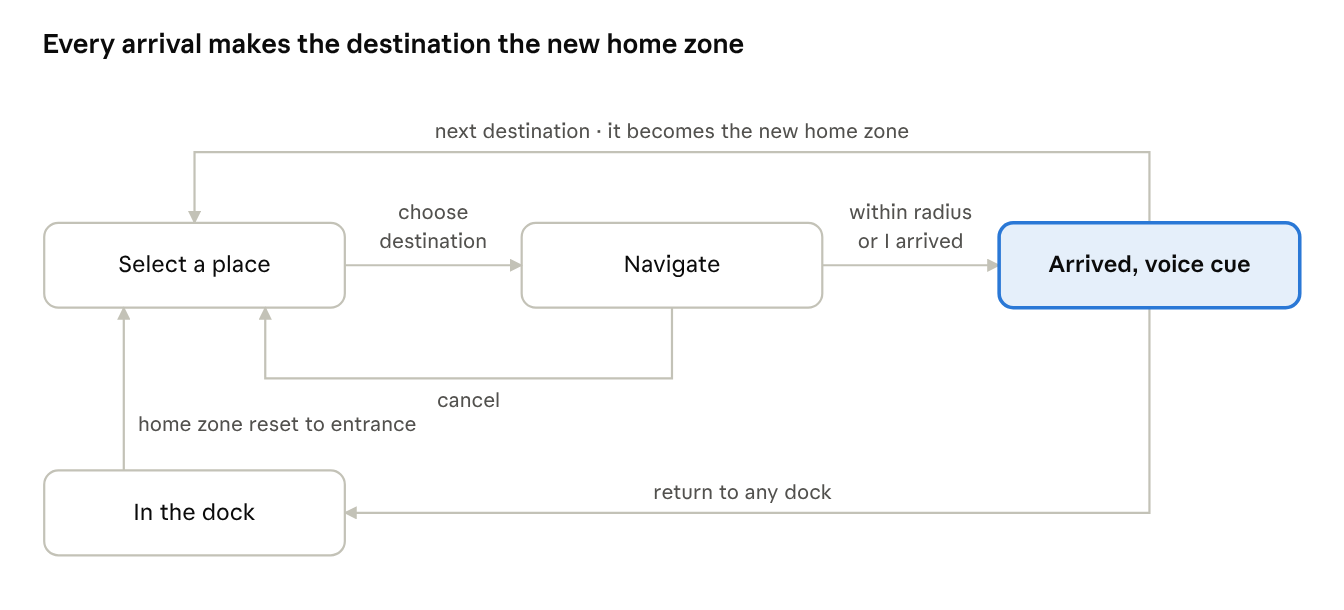 Every arrival makes the destination the new home zone
next destination · it becomes the new home zone
choose
destination
within radius
or I arrived
Select a place
Navigate
Arrived, voice cue
cancel
home zone reset to entrance
return to any dock
In the dock